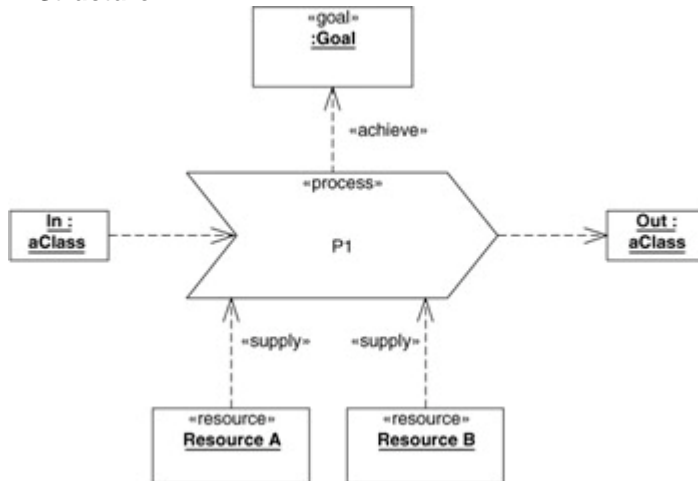 «goal»
:Goal
«achieve»
«process»
In :
aClass
P1
Out :
aClass
«supply»
«supply»
«resource»
Resource A
«resource»
Resource B